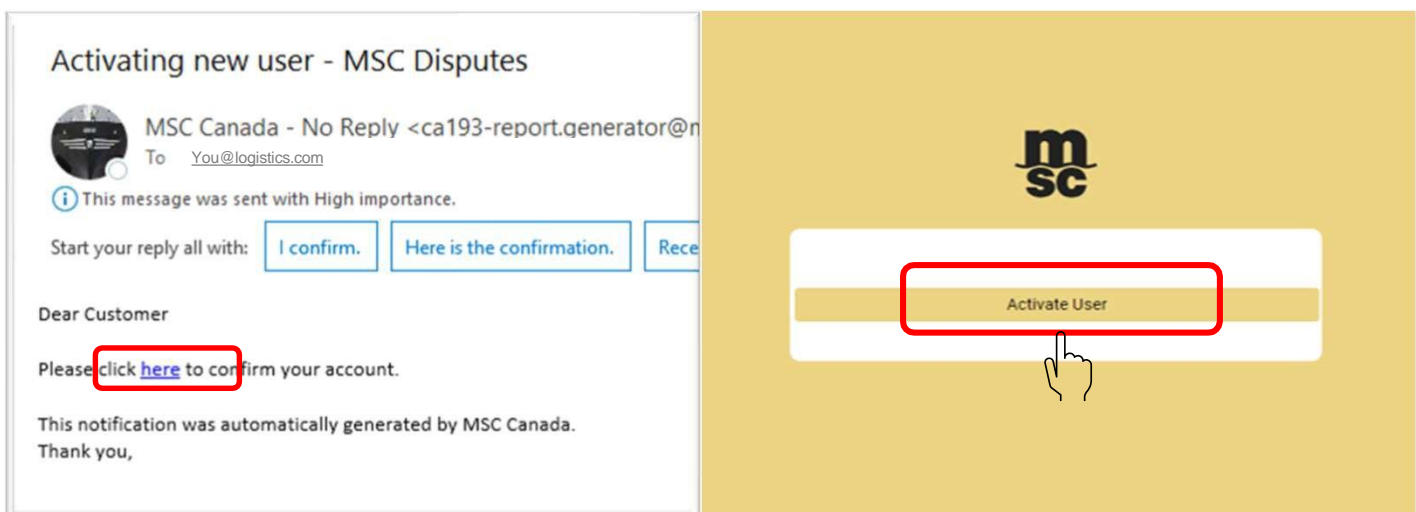 Activating new user - MSC Disputes
MSC Canada - No Reply <ca193-report.generator@m
To You@logistics.com
This message was sent with High importance.
Start your reply all with: I confirm. Here is the confirmation. Rece
Dear Customer
Please click here to confirm your account.
This notification was automatically generated by MSC Canada.
Thank you,
m
sc
Activate User